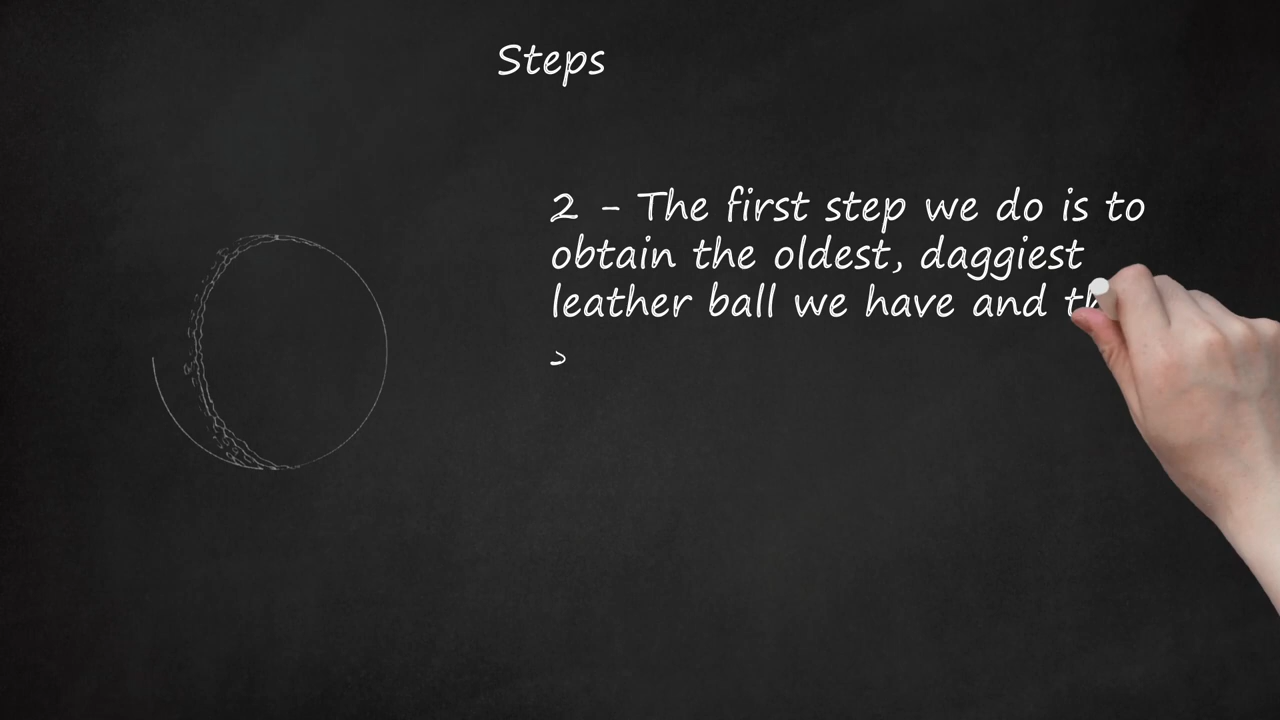 Steps
2 - The first step we do is to
obtain the oldest, daggiest
leather ball we have and